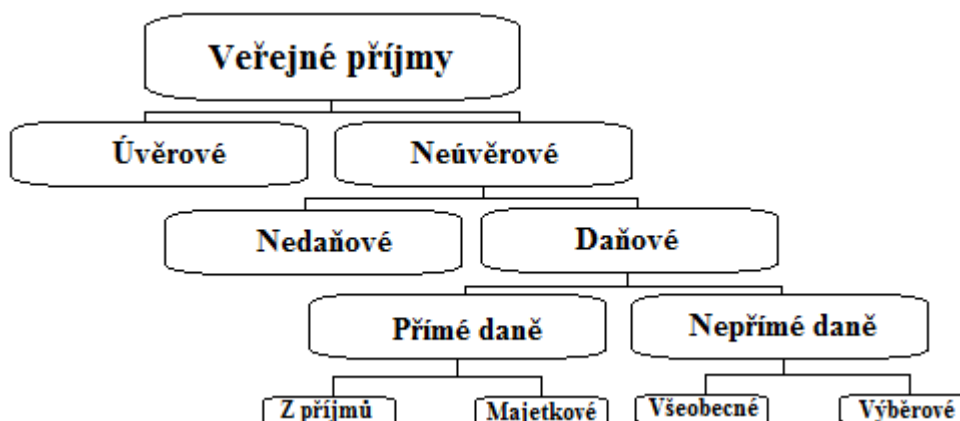 Veřejné příjmy
Úvěrové
Neúvěrové
Nedaňové
Daňové
Přímé daně
Nepřímé daně
Z příjmů
Majetkové
Všeobecné
Výběrové